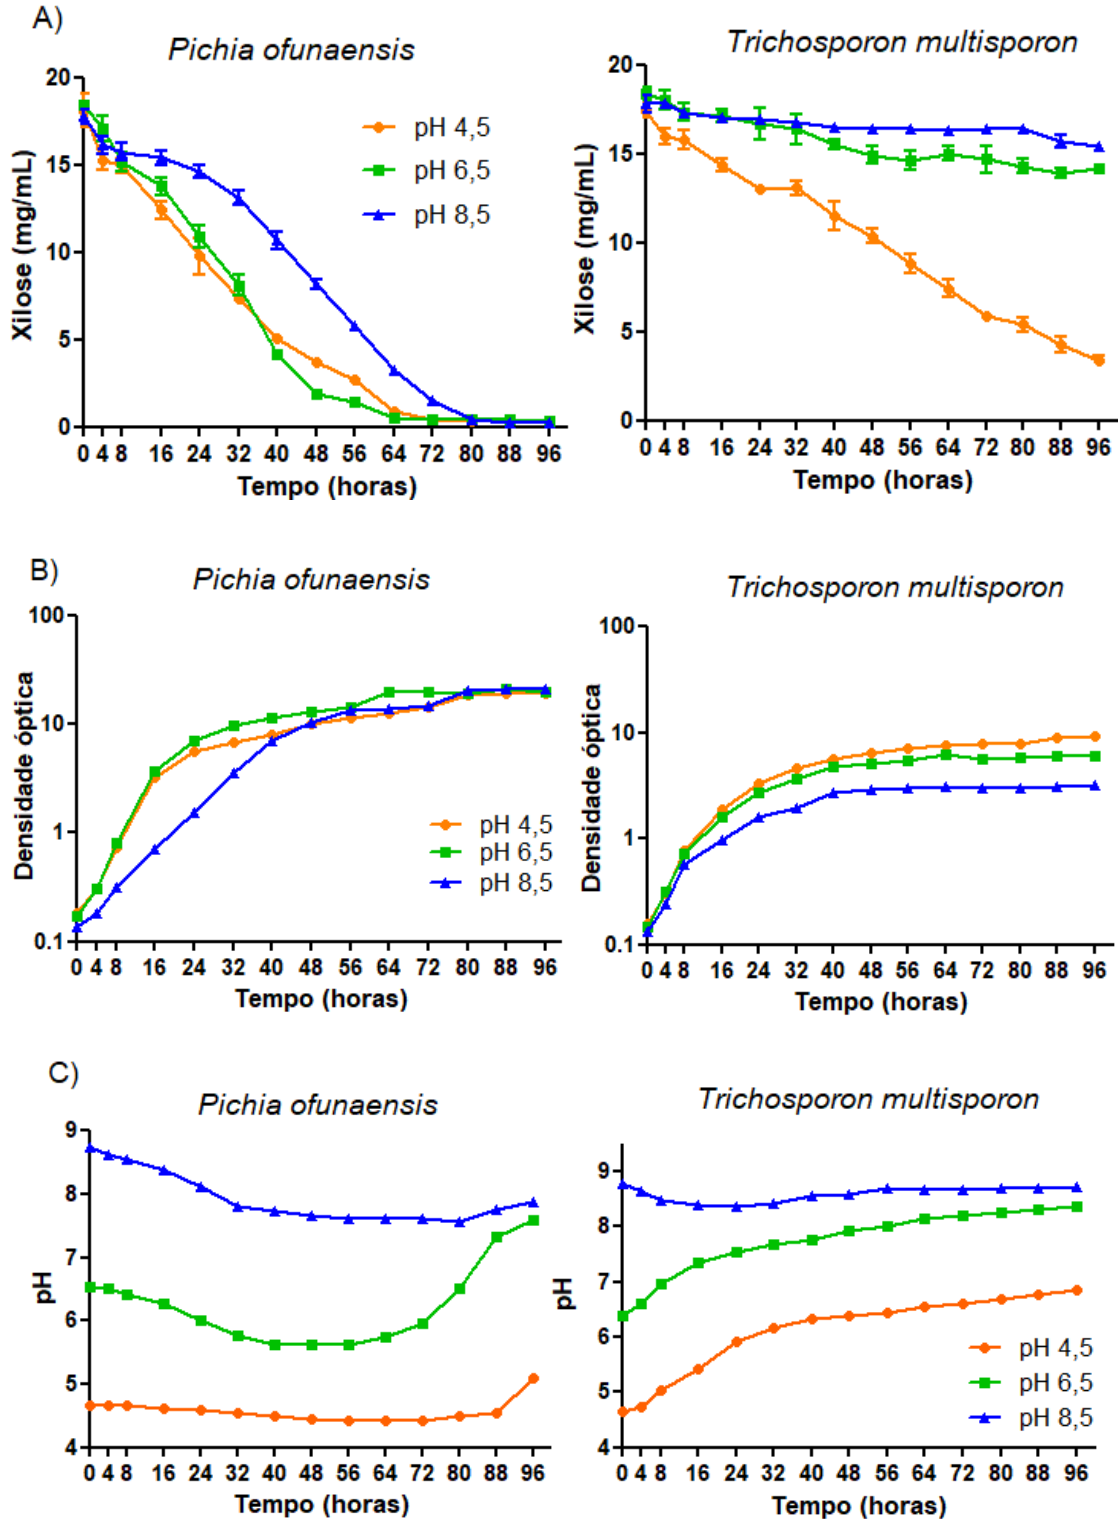 A)
Pichia ofunaensis
Xilose (mg/mL)
20
15
10
5
0
pH 4,5
pH 6,5
pH 8,5
0 4 8 16 24 32 40 48 56 64 72 80 88 96
Tempo (horas)
Trichosporon multisporon
Xilose (mg/mL)
20
15
10
5
0
0 4 8 16 24 32 40 48 56 64 72 80 88 96
Tempo (horas)
B)
Pichia ofunaensis
Densidade óptica
100
10
1
0.1
pH 4,5
pH 6,5
pH 8,5
0 4 8 16 24 32 40 48 56 64 72 80 88 96
Tempo (horas)
Trichosporon multisporon
Densidade óptica
100
10
1
0.1
0 4 8 16 24 32 40 48 56 64 72 80 88 96
Tempo (horas)
C)
Pichia ofunaensis
pH
9
8
7
6
5
4
0 4 8 16 24 32 40 48 56 64 72 80 88 96
Tempo (horas)
Trichosporon multisporon
pH
9
8
7
6
5
4
pH 4,5
pH 6,5
pH 8,5
0 4 8 16 24 32 40 48 56 64 72 80 88 96
Tempo (horas)